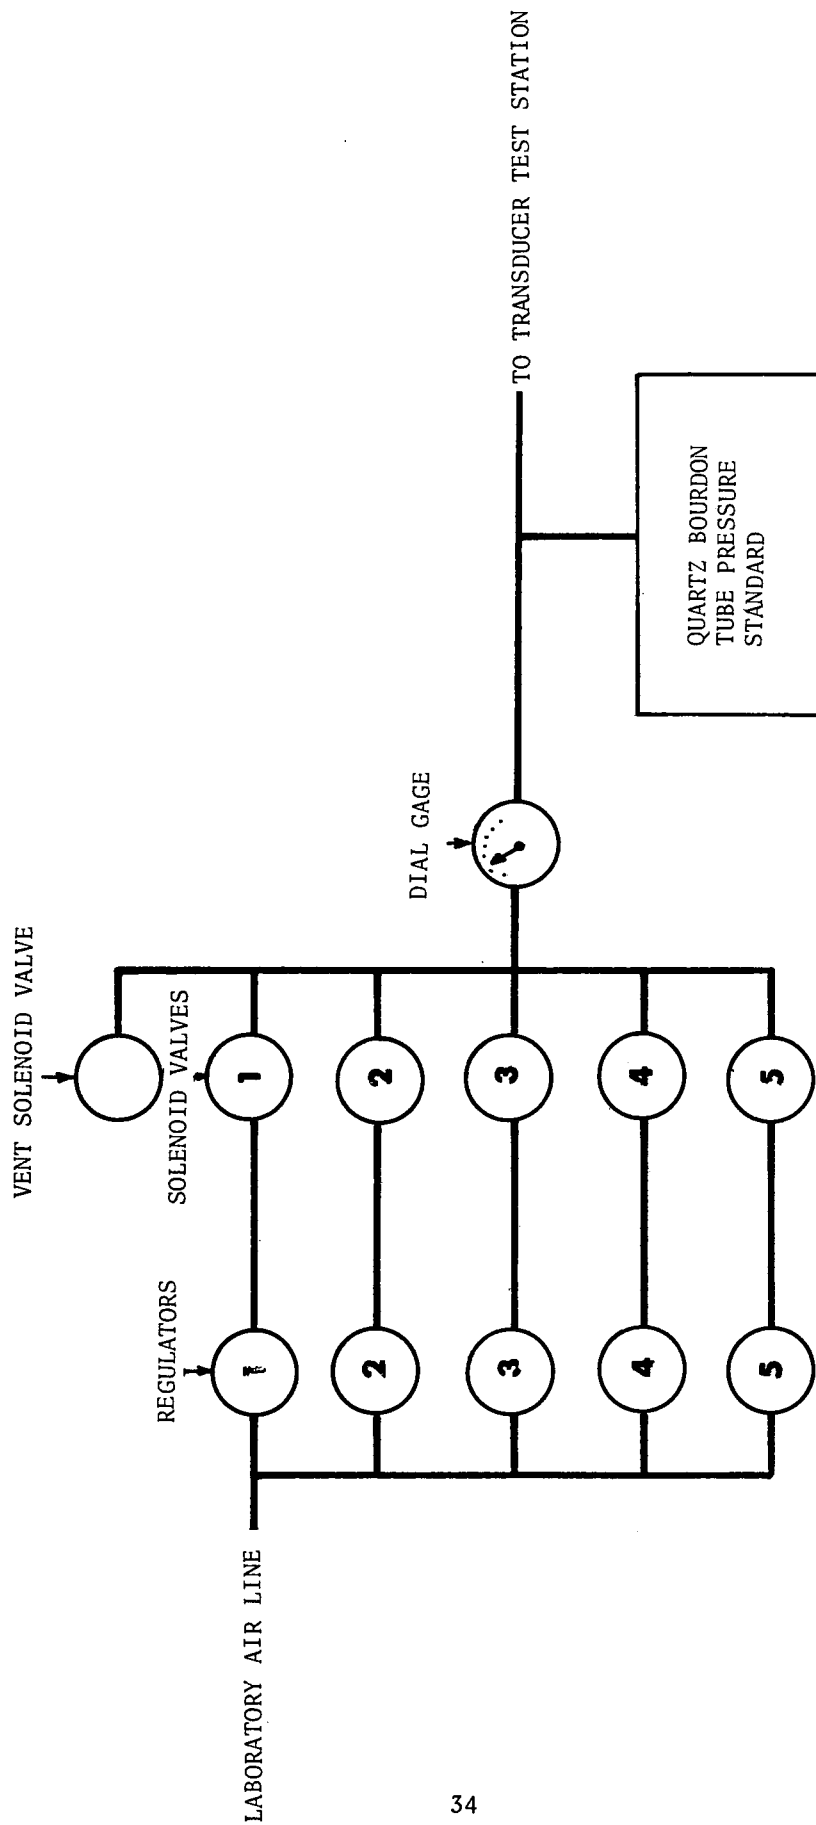 VENT SOLENOID VALVE
REGULATORS
SOLENOID VALVES
LABORATORY AIR LINE
1
1
2
2
3
3
4
4
5
5
DIAL GAGE
TO TRANSDUCER TEST STATION
QUARTZ BOURDON
TUBE PRESSURE
STANDARD
34